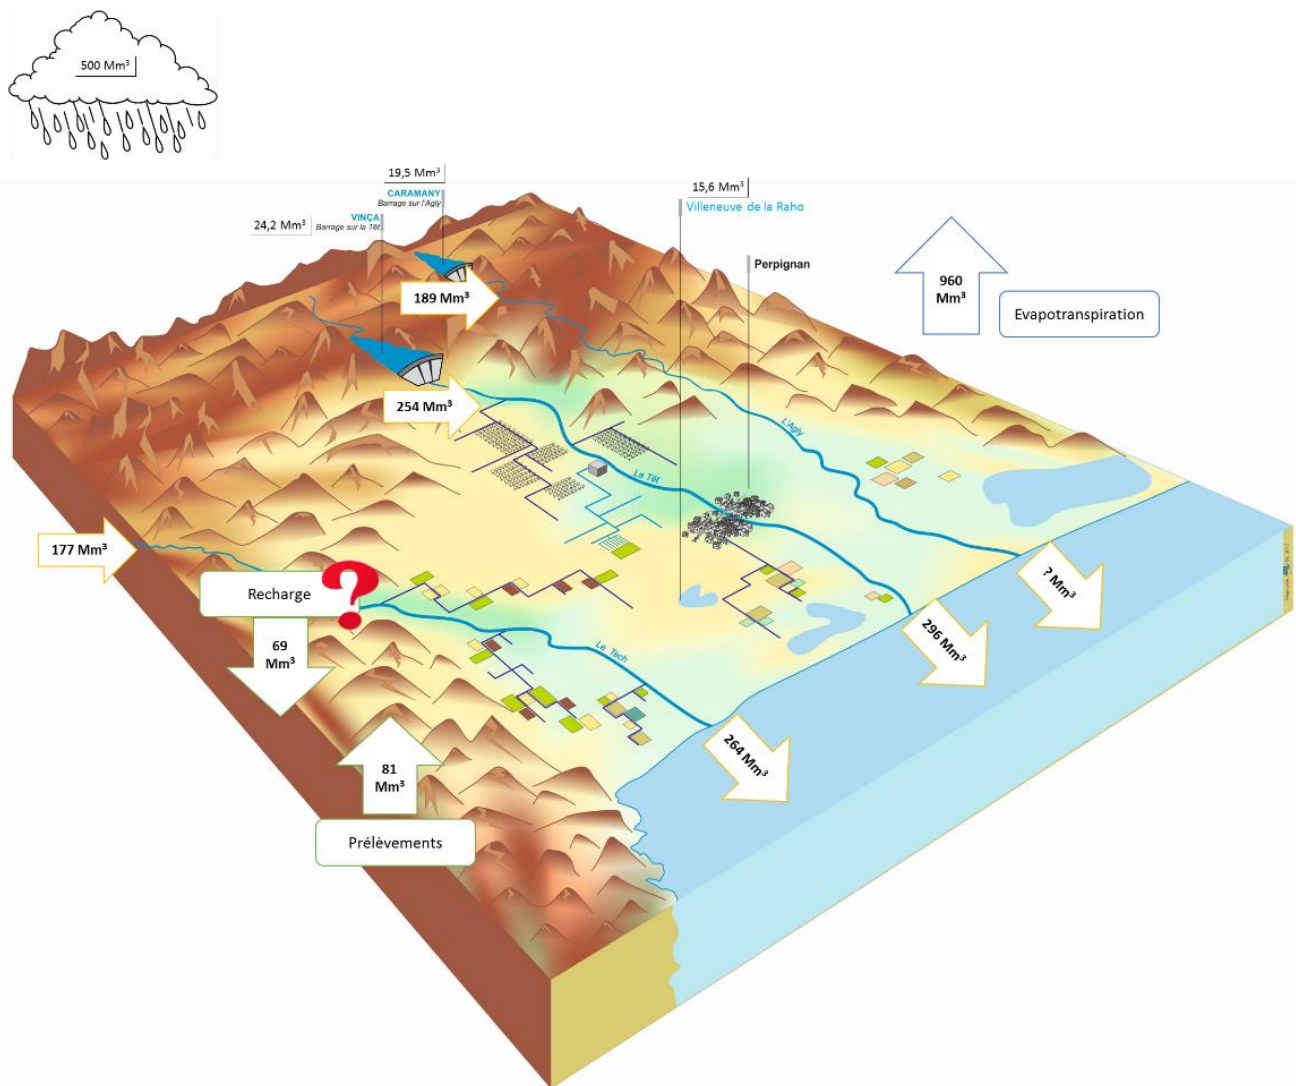 500 Mm³
19,5 Mm³
CARAMANY
Barrage sur l'Agly
15,6 Mm³
Villeneuve de la Raho
VINÇA
24,2 Mm³
Barrage sur la Têt
Perpignan
960
Mm³
189 Mm³
Evapotranspiration
254 Mm³
L'Agly
La Têt
177 Mm³
? Mm³
Recharge
?
296 Mm³
69
Mm³
Le Tech
264 Mm³
81
Mm³
Prélèvements